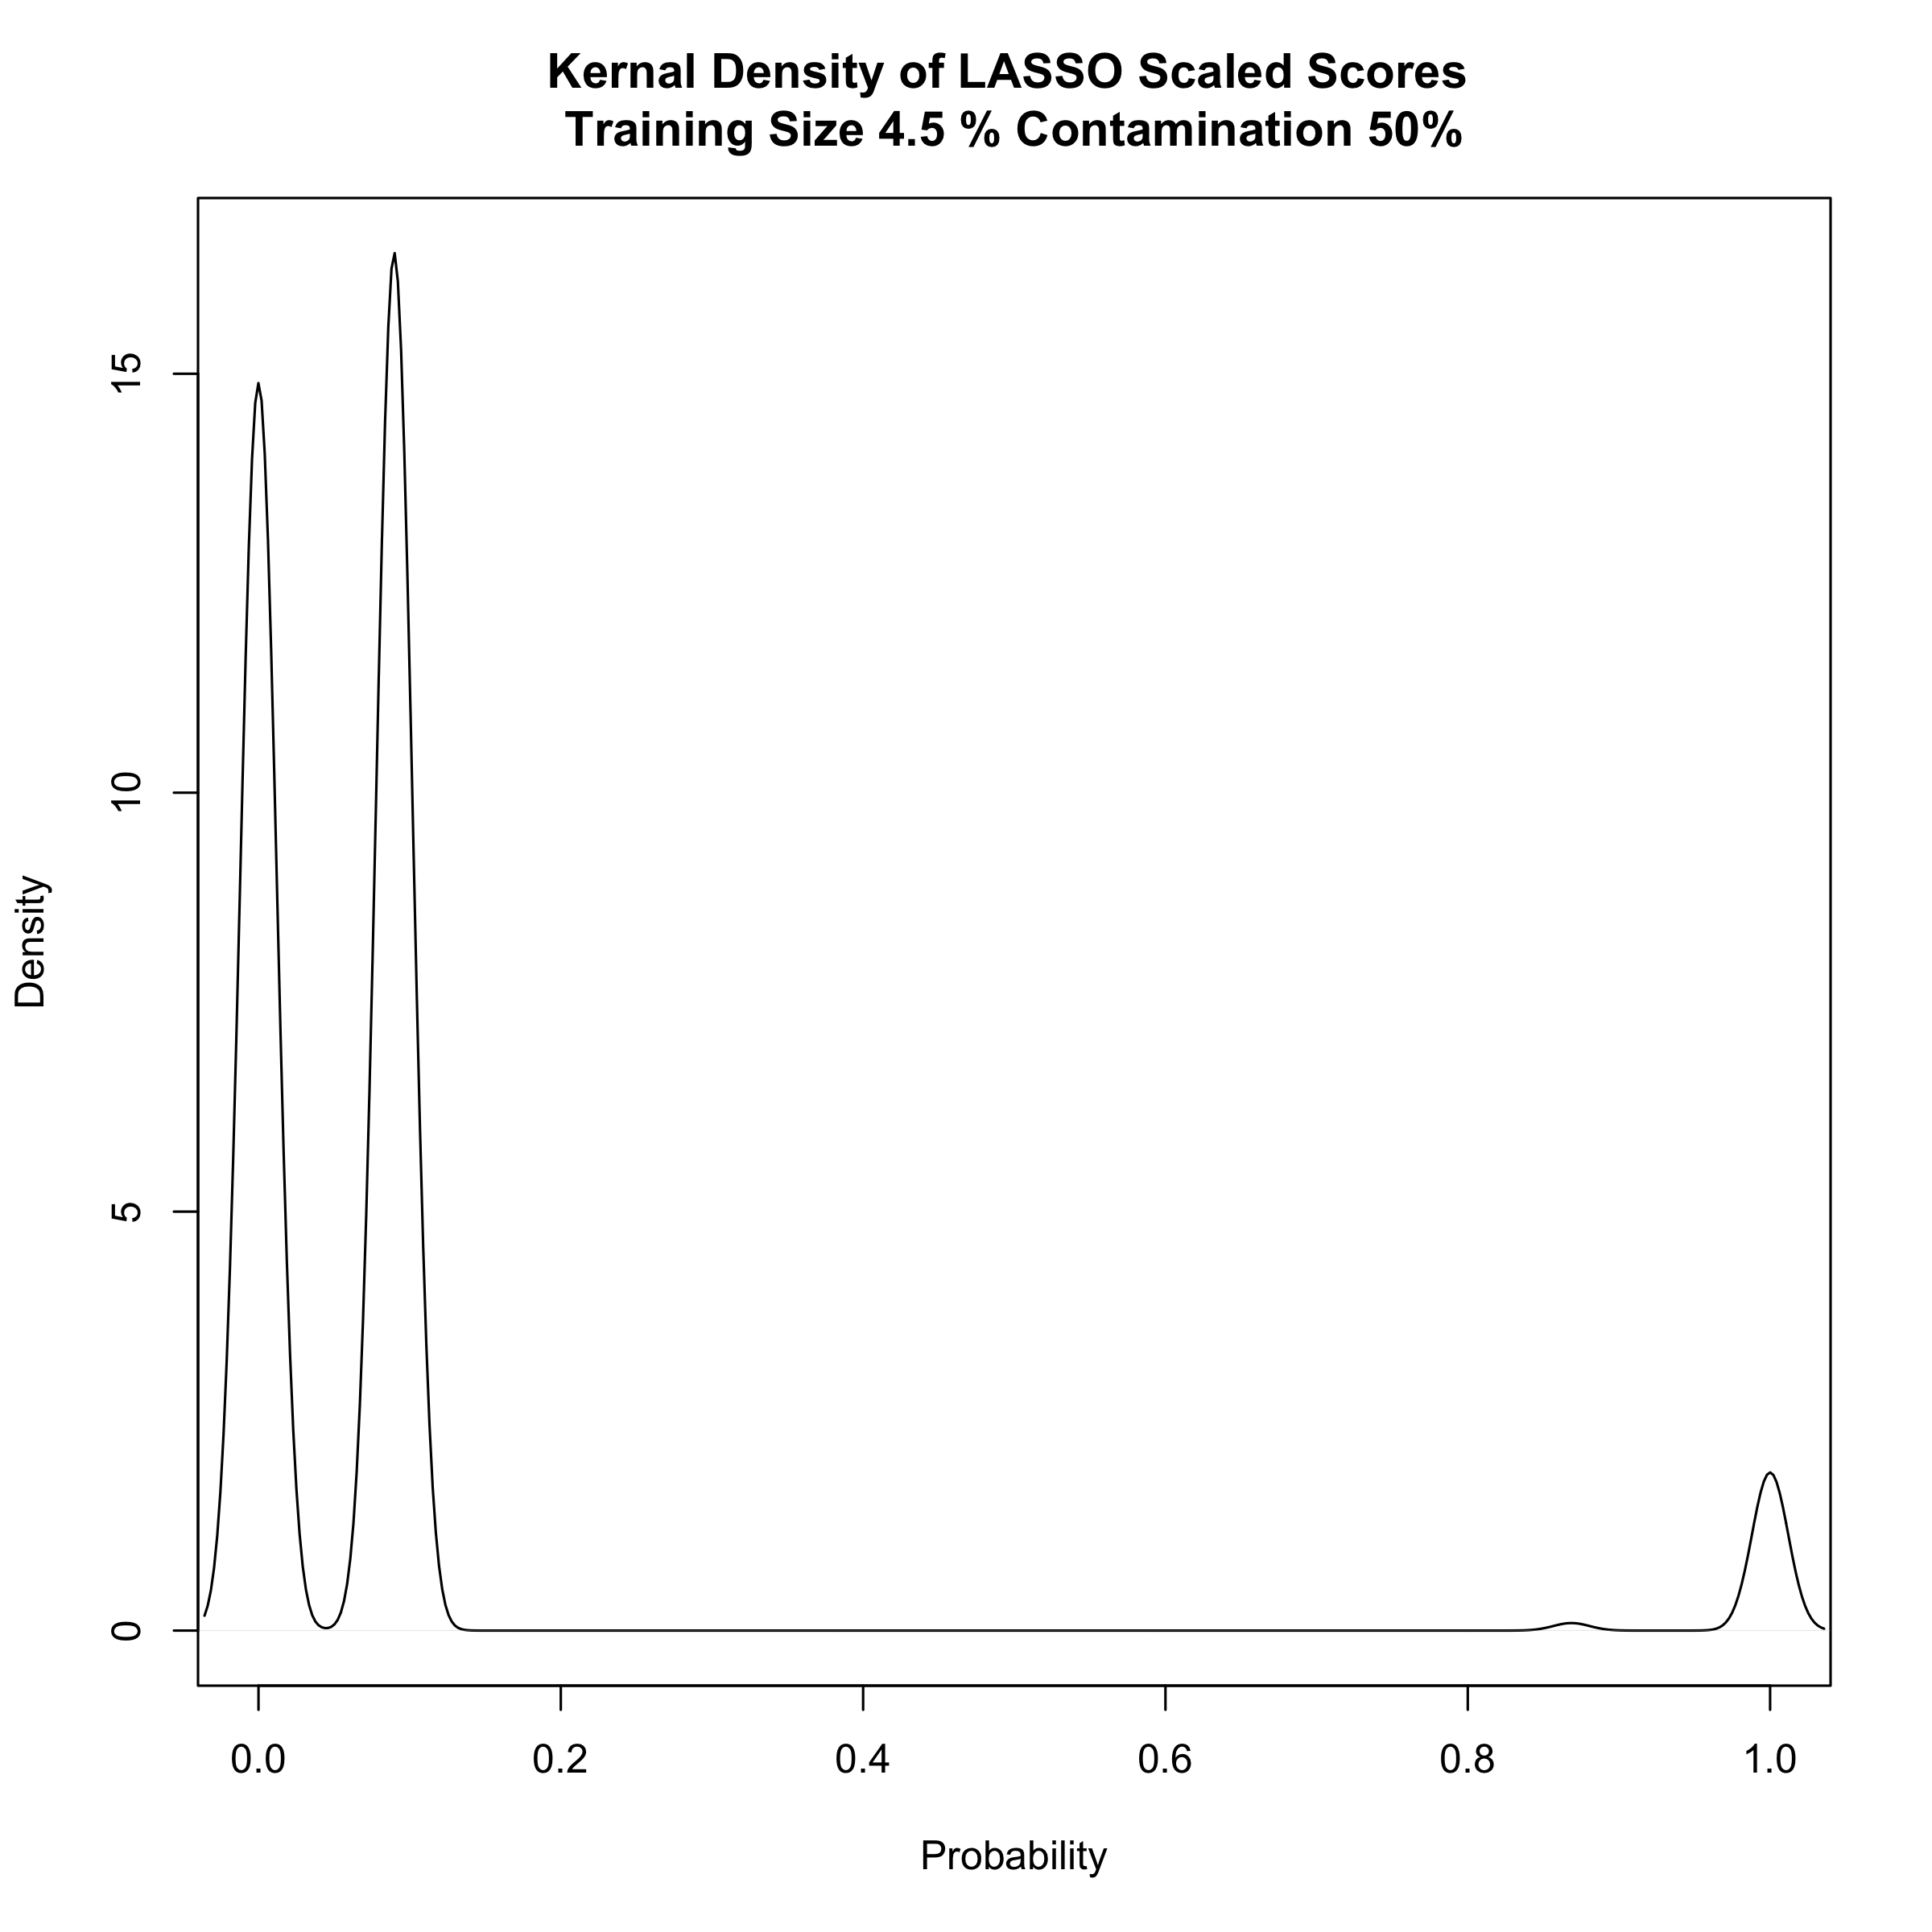 Kernal Density of LASSO Scaled Scores
Training Size 4.5 % Contamination 50%
Density
15
10
5
0
0.0 0.2 0.4 0.6 0.8 1.0
Probability